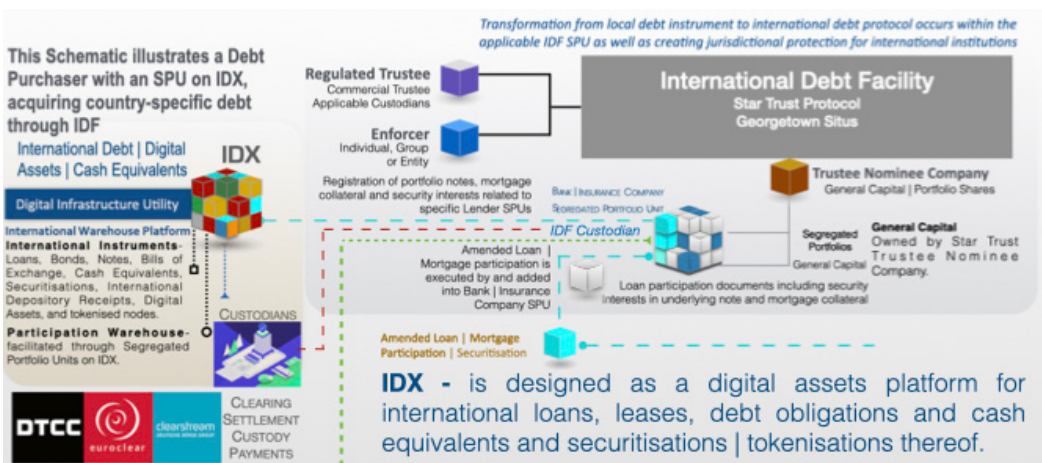 Transformation from local debt instrument to international debt protocol occurs within the
applicable IDF SPU as well as creating jurisdictional protection for international institutions
This Schematic illustrates a Debt
Purchaser with an SPU on IDX,
acquiring country-specific debt
through IDF
International Debt | Digital
Assets | Cash Equivalents
IDX
Digital Infrastructure Utility
International Warehouse Platform
International Instruments-
Loans, Bonds, Notes, Bills of
Exchange, Cash Equivalents,
Securitisations, International
Depository Receipts, Digital
Assets, and tokenised nodes.
Participation Warehouse-
facilitated through Segregated
Portfolio Units on IDX.
CUSTODIANS
DTCC
euroclear
clearstream
DEUTSCHE BÖRSE GROUP
CLEARING
SETTLEMENT
CUSTODY
PAYMENTS
Regulated Trustee
Commercial Trustee
Applicable Custodians
Enforcer
Individual, Group
or Entity
Registration of portfolio notes, mortgage
collateral and security interests related to
specific Lender SPUs
International Debt Facility
Star Trust Protocol
Georgetown Situs
Trustee Nominee Company
General Capital | Portfolio Shares
BANK | INSURANCE COMPANY
SEGREGATED PORTFOLIO UNIT
IDF Custodian
Segregated
Portfolios
General Capital
General Capital
Owned by Star Trust
Trustee Nominee
Company.
Amended Loan |
Mortgage participation is
executed by and added
into Bank | Insurance
Company SPU
Loan participation documents including security
interests in underlying note and mortgage collateral
Amended Loan | Mortgage
Participation | Securitisation
IDX - is designed as a digital assets platform for
international loans, leases, debt obligations and cash
equivalents and securitisations | tokenisations thereof.